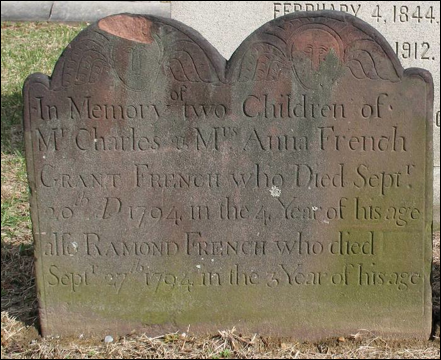 FEBRUARY 4, 1844
1912.
In Memory of two Children of
Mr. Charles & Mrs Anna French
GRANT FRENCH who Died Septr.
20th D 1794, in the 4, Year of his age
also RAMOND FRENCH who died
Septr 27th 1794, in the 3 Year of his age